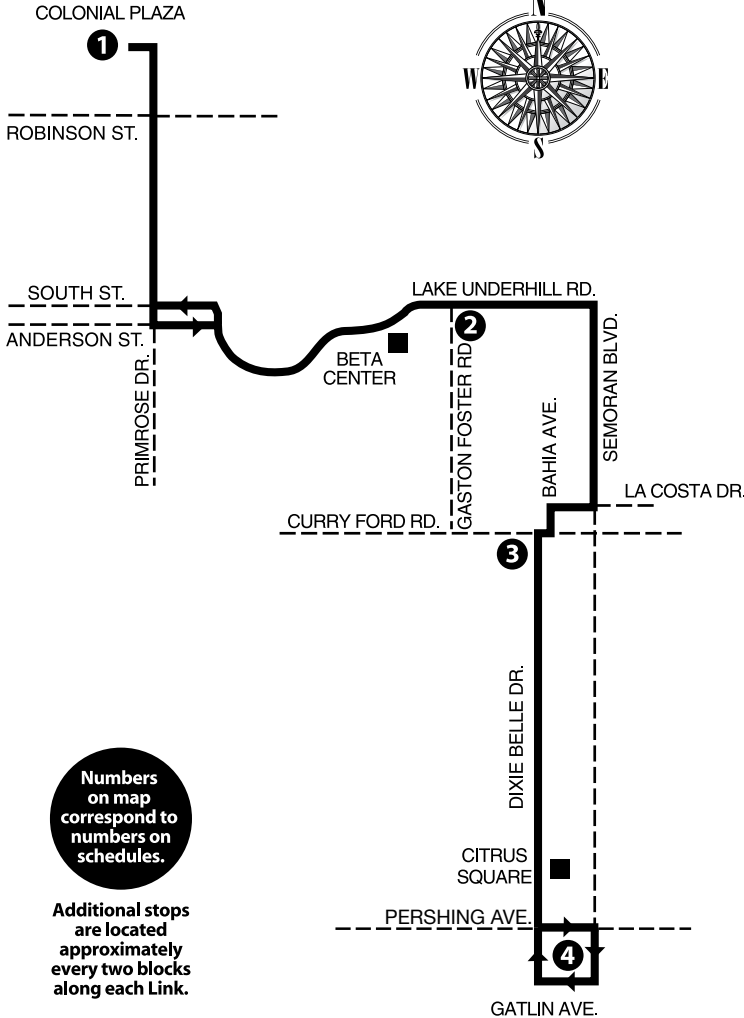 N
COLONIAL PLAZA
1
W
E
S
ROBINSON ST.
SOUTH ST.
ANDERSON ST.
PRIMROSE DR.
LAKE UNDERHILL RD.
2
BETA
CENTER
GASTON FOSTER RD
BAHIA AVE.
SEMORAN BLVD.
LA COSTA DR.
CURRY FORD RD.
3
DIXIE BELLE DR.
Numbers
on map
correspond to
numbers on
schedules.
Additional stops
are located
approximately
every two blocks
along each Link.
CITRUS
SQUARE
PERSHING AVE.
4
GATLIN AVE.